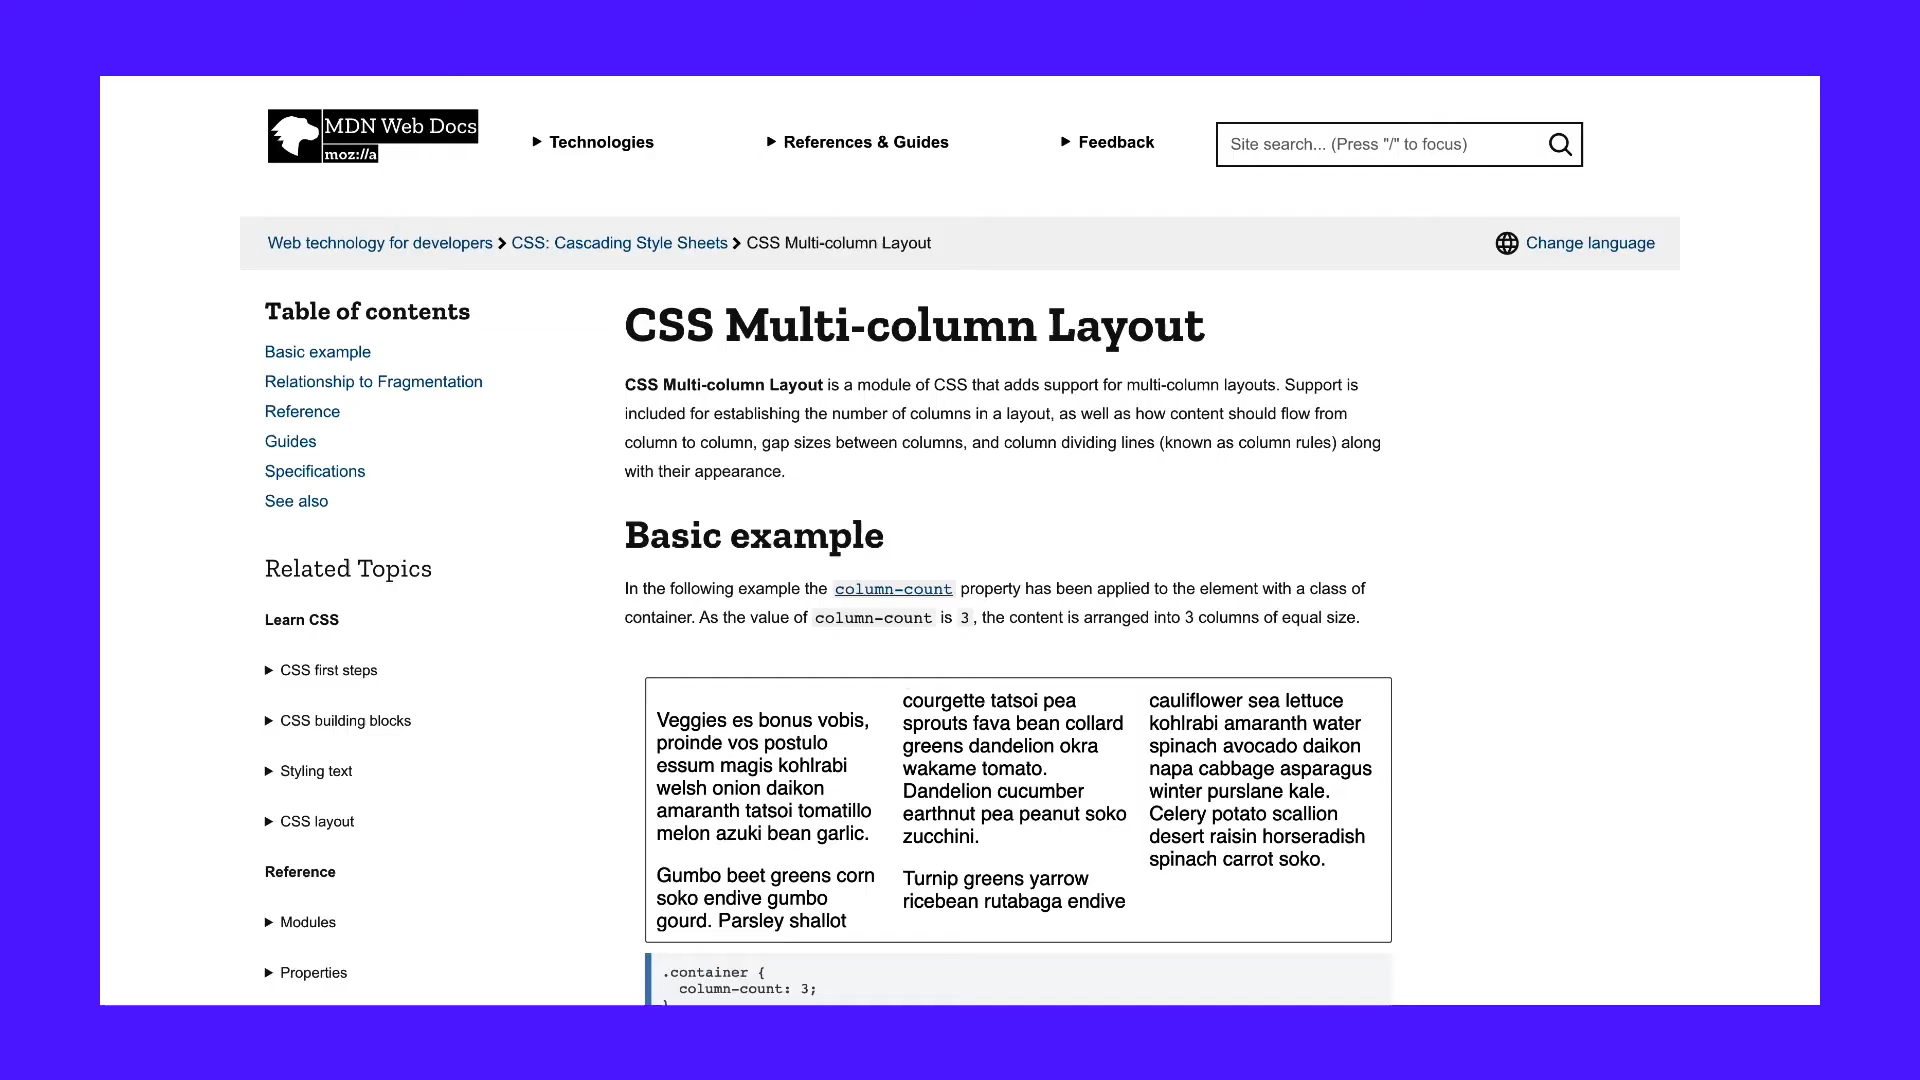 MDN Web Docs
moz://a
Technologies
References & Guides
Feedback
Site search... (Press "/" to focus)
Web technology for developers
CSS: Cascading Style Sheets
CSS Multi-column Layout
Change language
Table of contents
Basic example
Relationship to Fragmentation
Reference
Guides
Specifications
See also
Related Topics
Learn CSS
CSS first steps
CSS building blocks
Styling text
CSS layout
Reference
Modules
Properties
CSS Multi-column Layout
CSS Multi-column Layout is a module of CSS that adds support for multi-column layouts. Support is
included for establishing the number of columns in a layout, as well as how content should flow from
column to column, gap sizes between columns, and column dividing lines (known as column rules) along
with their appearance.
Basic example
In the following example the column-count property has been applied to the element with a class of
container. As the value of column-count is 3, the content is arranged into 3 columns of equal size.
Veggies es bonus vobis,
proinde vos postulo
essum magis kohlrabi
welsh onion daikon
amaranth tatsoi tomatillo
melon azuki bean garlic.
Gumbo beet greens corn
soko endive gumbo
gourd. Parsley shallot
courgette tatsoi pea
sprouts fava bean collard
greens dandelion okra
wakame tomato.
Dandelion cucumber
earthnut pea peanut soko
zucchini.
Turnip greens yarrow
ricebean rutabaga endive
cauliflower sea lettuce
kohlrabi amaranth water
spinach avocado daikon
napa cabbage asparagus
winter purslane kale.
Celery potato scallion
desert raisin horseradish
spinach carrot soko.
.container {
column-count: 3;
}